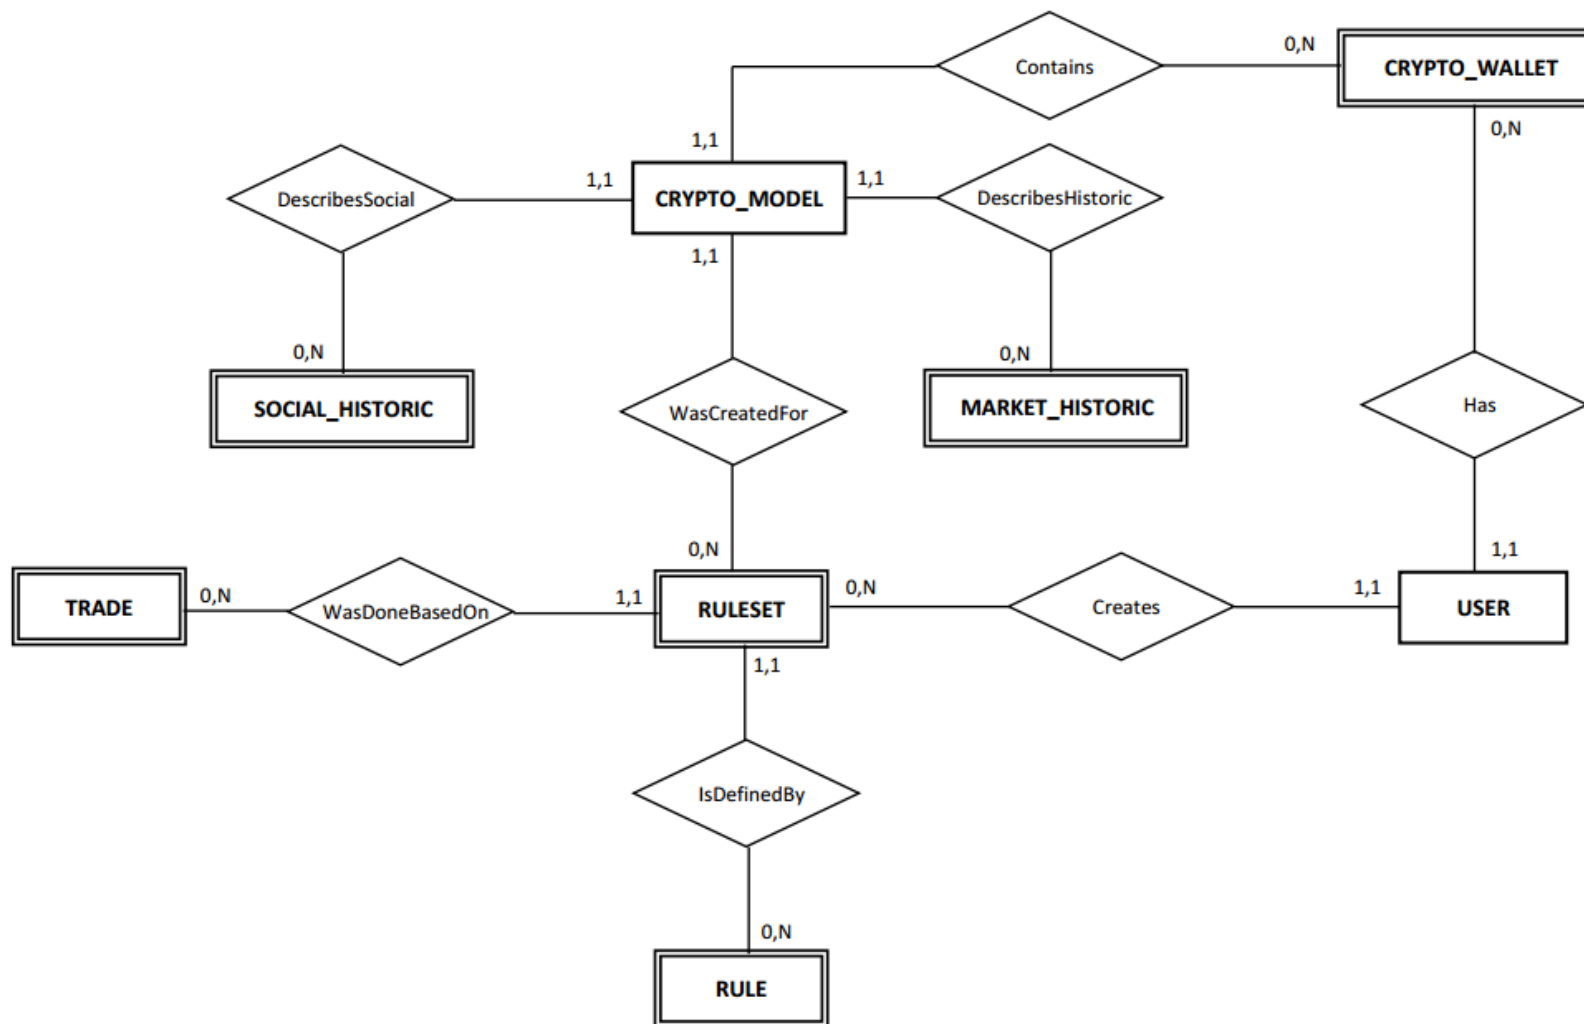 Contains
0,N
CRYPTO_WALLET
0,N
1,1
DescribesSocial
1,1
CRYPTO_MODEL
1,1
DescribesHistoric
1,1
0,N
SOCIAL_HISTORIC
WasCreatedFor
0,N
MARKET_HISTORIC
Has
0,N
1,1
TRADE
0,N
WasDoneBasedOn
1,1
RULESET
0,N
Creates
1,1
USER
1,1
IsDefinedBy
0,N
RULE